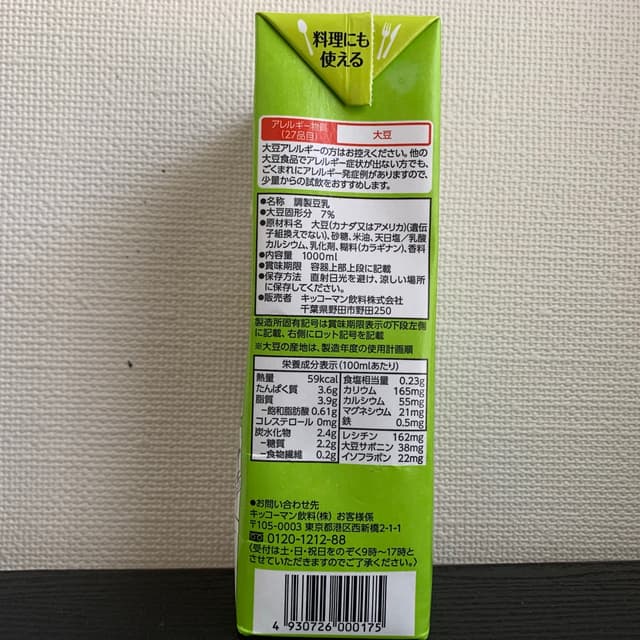 料理にも
使える
アレルギー物質
(27品目)
大豆
大豆アレルギーの方はお控えください。他の
大豆食品でアレルギー症状が出ない方でも、
ごくまれにアレルギー発症例がありますので、
少量からの試飲をおすすめします。
●名称 調製豆乳
●大豆固形分 7%
●原材料名 大豆(カナダ又はアメリカ)(遺伝
子組換えでない)、砂糖、米油、天日塩/乳酸
カルシウム、乳化剤、糊料(カラギナン)、香料
●内容量 1000ml
●賞味期限 容器上部上段に記載
●保存方法 直射日光を避け、涼しい場所
に保存してください。
●販売者 キッコーマン飲料株式会社
千葉県野田市野田250
製造所固有記号は賞味期限表示の下段左側
に記載、右側にロット記号を記載
※大豆の産地は、製造年度の使用計画順
栄養成分表示(100mlあたり)
熱量 59kcal
たんぱく質 3.6g
脂質 3.9g
-飽和脂肪酸 0.61g
コレステロール 0mg
炭水化物 2.4g
-糖質 2.2g
-食物繊維 0.2g
食塩相当量 0.23g
カリウム 165mg
カルシウム 55mg
マグネシウム 21mg
鉄 0.5mg
レシチン 162mg
大豆サポニン 38mg
イソフラボン 22mg
●お問い合わせ先
キッコーマン飲料(株) お客様係
〒105-0003 東京都港区西新橋2-1-1
0120-1212-88
〈受付は土・日・祝日をのぞく9時〜17時と
させていただきますのでご了承ください。〉
4 930726 000175